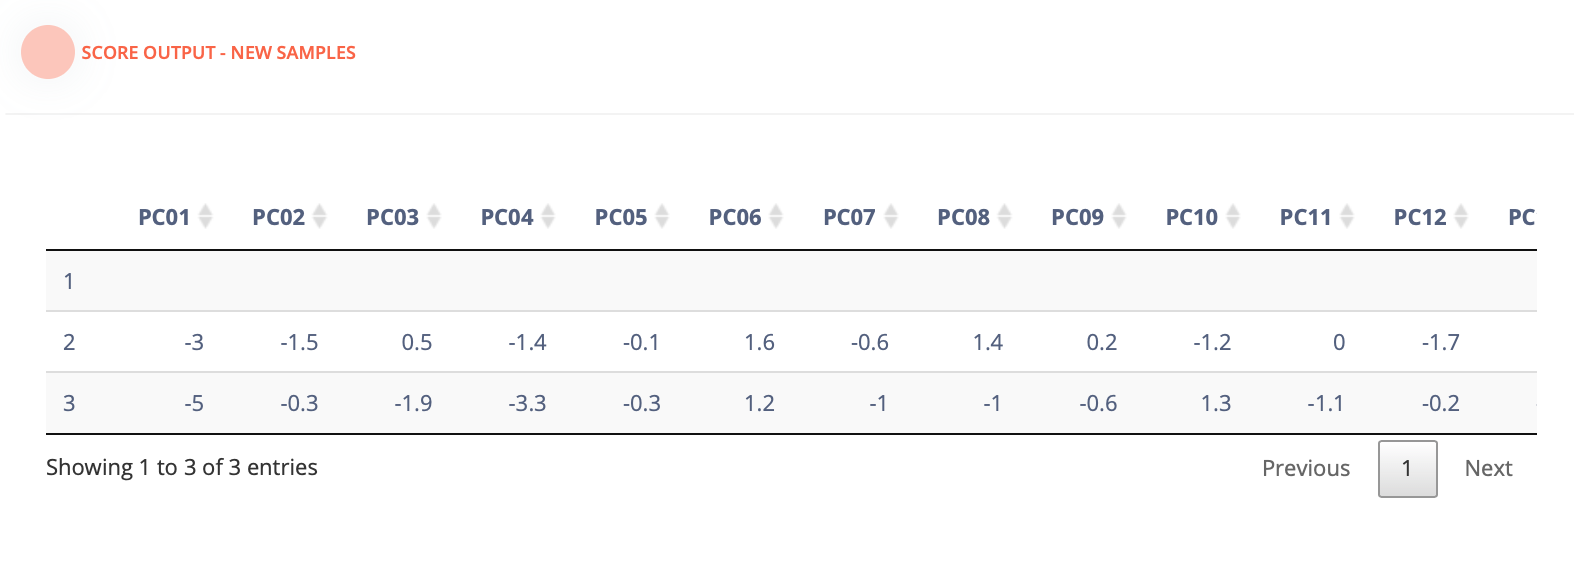 SCORE OUTPUT - NEW SAMPLES
PC01 PC02 PC03 PC04 PC05 PC06 PC07 PC08 PC09 PC10 PC11 PC12 PC
1
2 -3 -1.5 0.5 -1.4 -0.1 1.6 -0.6 1.4 0.2 -1.2 0 -1.7
3 -5 -0.3 -1.9 -3.3 -0.3 1.2 -1 -1 -0.6 1.3 -1.1 -0.2
Showing 1 to 3 of 3 entries Previous 1 Next